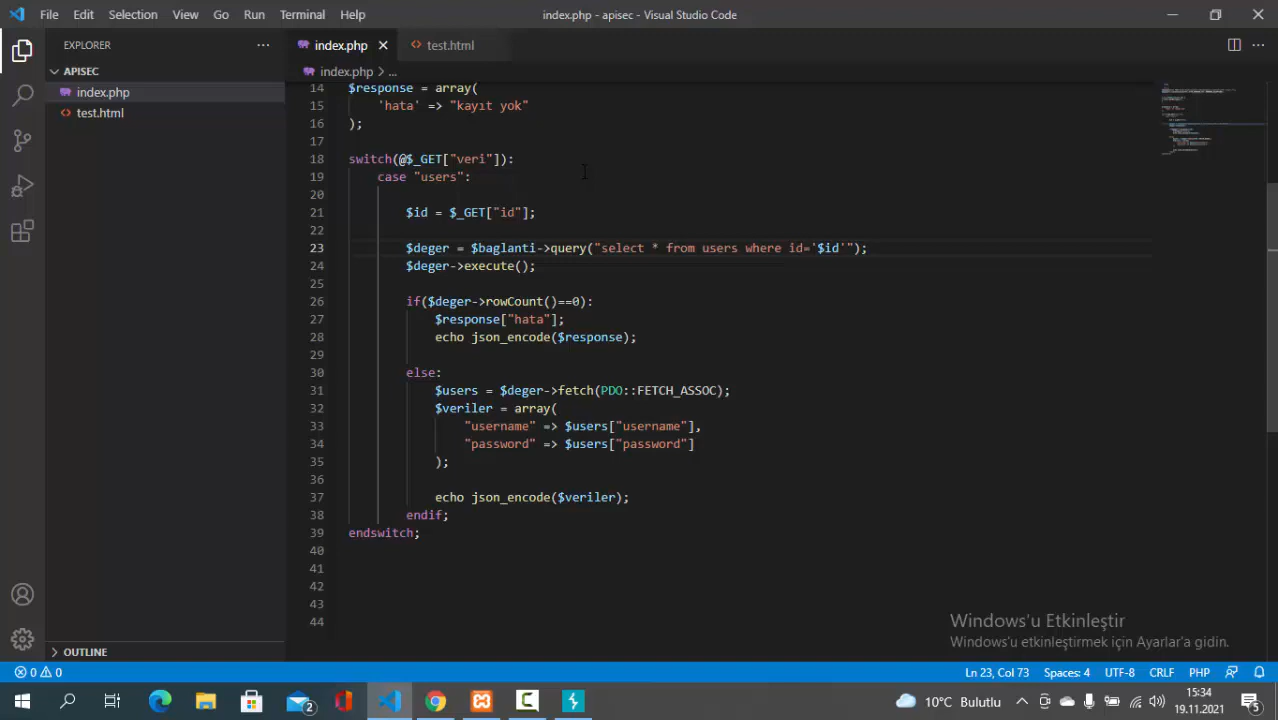 File Edit Selection View Go Run Terminal Help
index.php - apisec - Visual Studio Code
EXPLORER
APISEC
index.php
test.html
OUTLINE
index.php test.html
index.php > ...
14 $response = array(
15 'hata' => "kayıt yok"
16 );
17
18 switch(@$_GET["veri"]):
19 case "users":
20
21 $id = $_GET["id"];
22
23 $deger = $baglanti->query("select * from users where id='$id'");
24 $deger->execute();
25
26 if($deger->rowCount()==0):
27 $response["hata"];
28 echo json_encode($response);
29
30 else:
31 $users = $deger->fetch(PDO::FETCH_ASSOC);
32 $veriler = array(
33 "username" => $users["username"],
34 "password" => $users["password"]
35 );
36
37 echo json_encode($veriler);
38 endif;
39 endswitch;
40
41
42
43
44
Windows'u Etkinleştir
Windows'u etkinleştirmek için Ayarlar'a gidin.
0 0
Ln 23, Col 73 Spaces: 4 UTF-8 CRLF PHP
2
10°C Bulutlu
15:34
19.11.2021
5